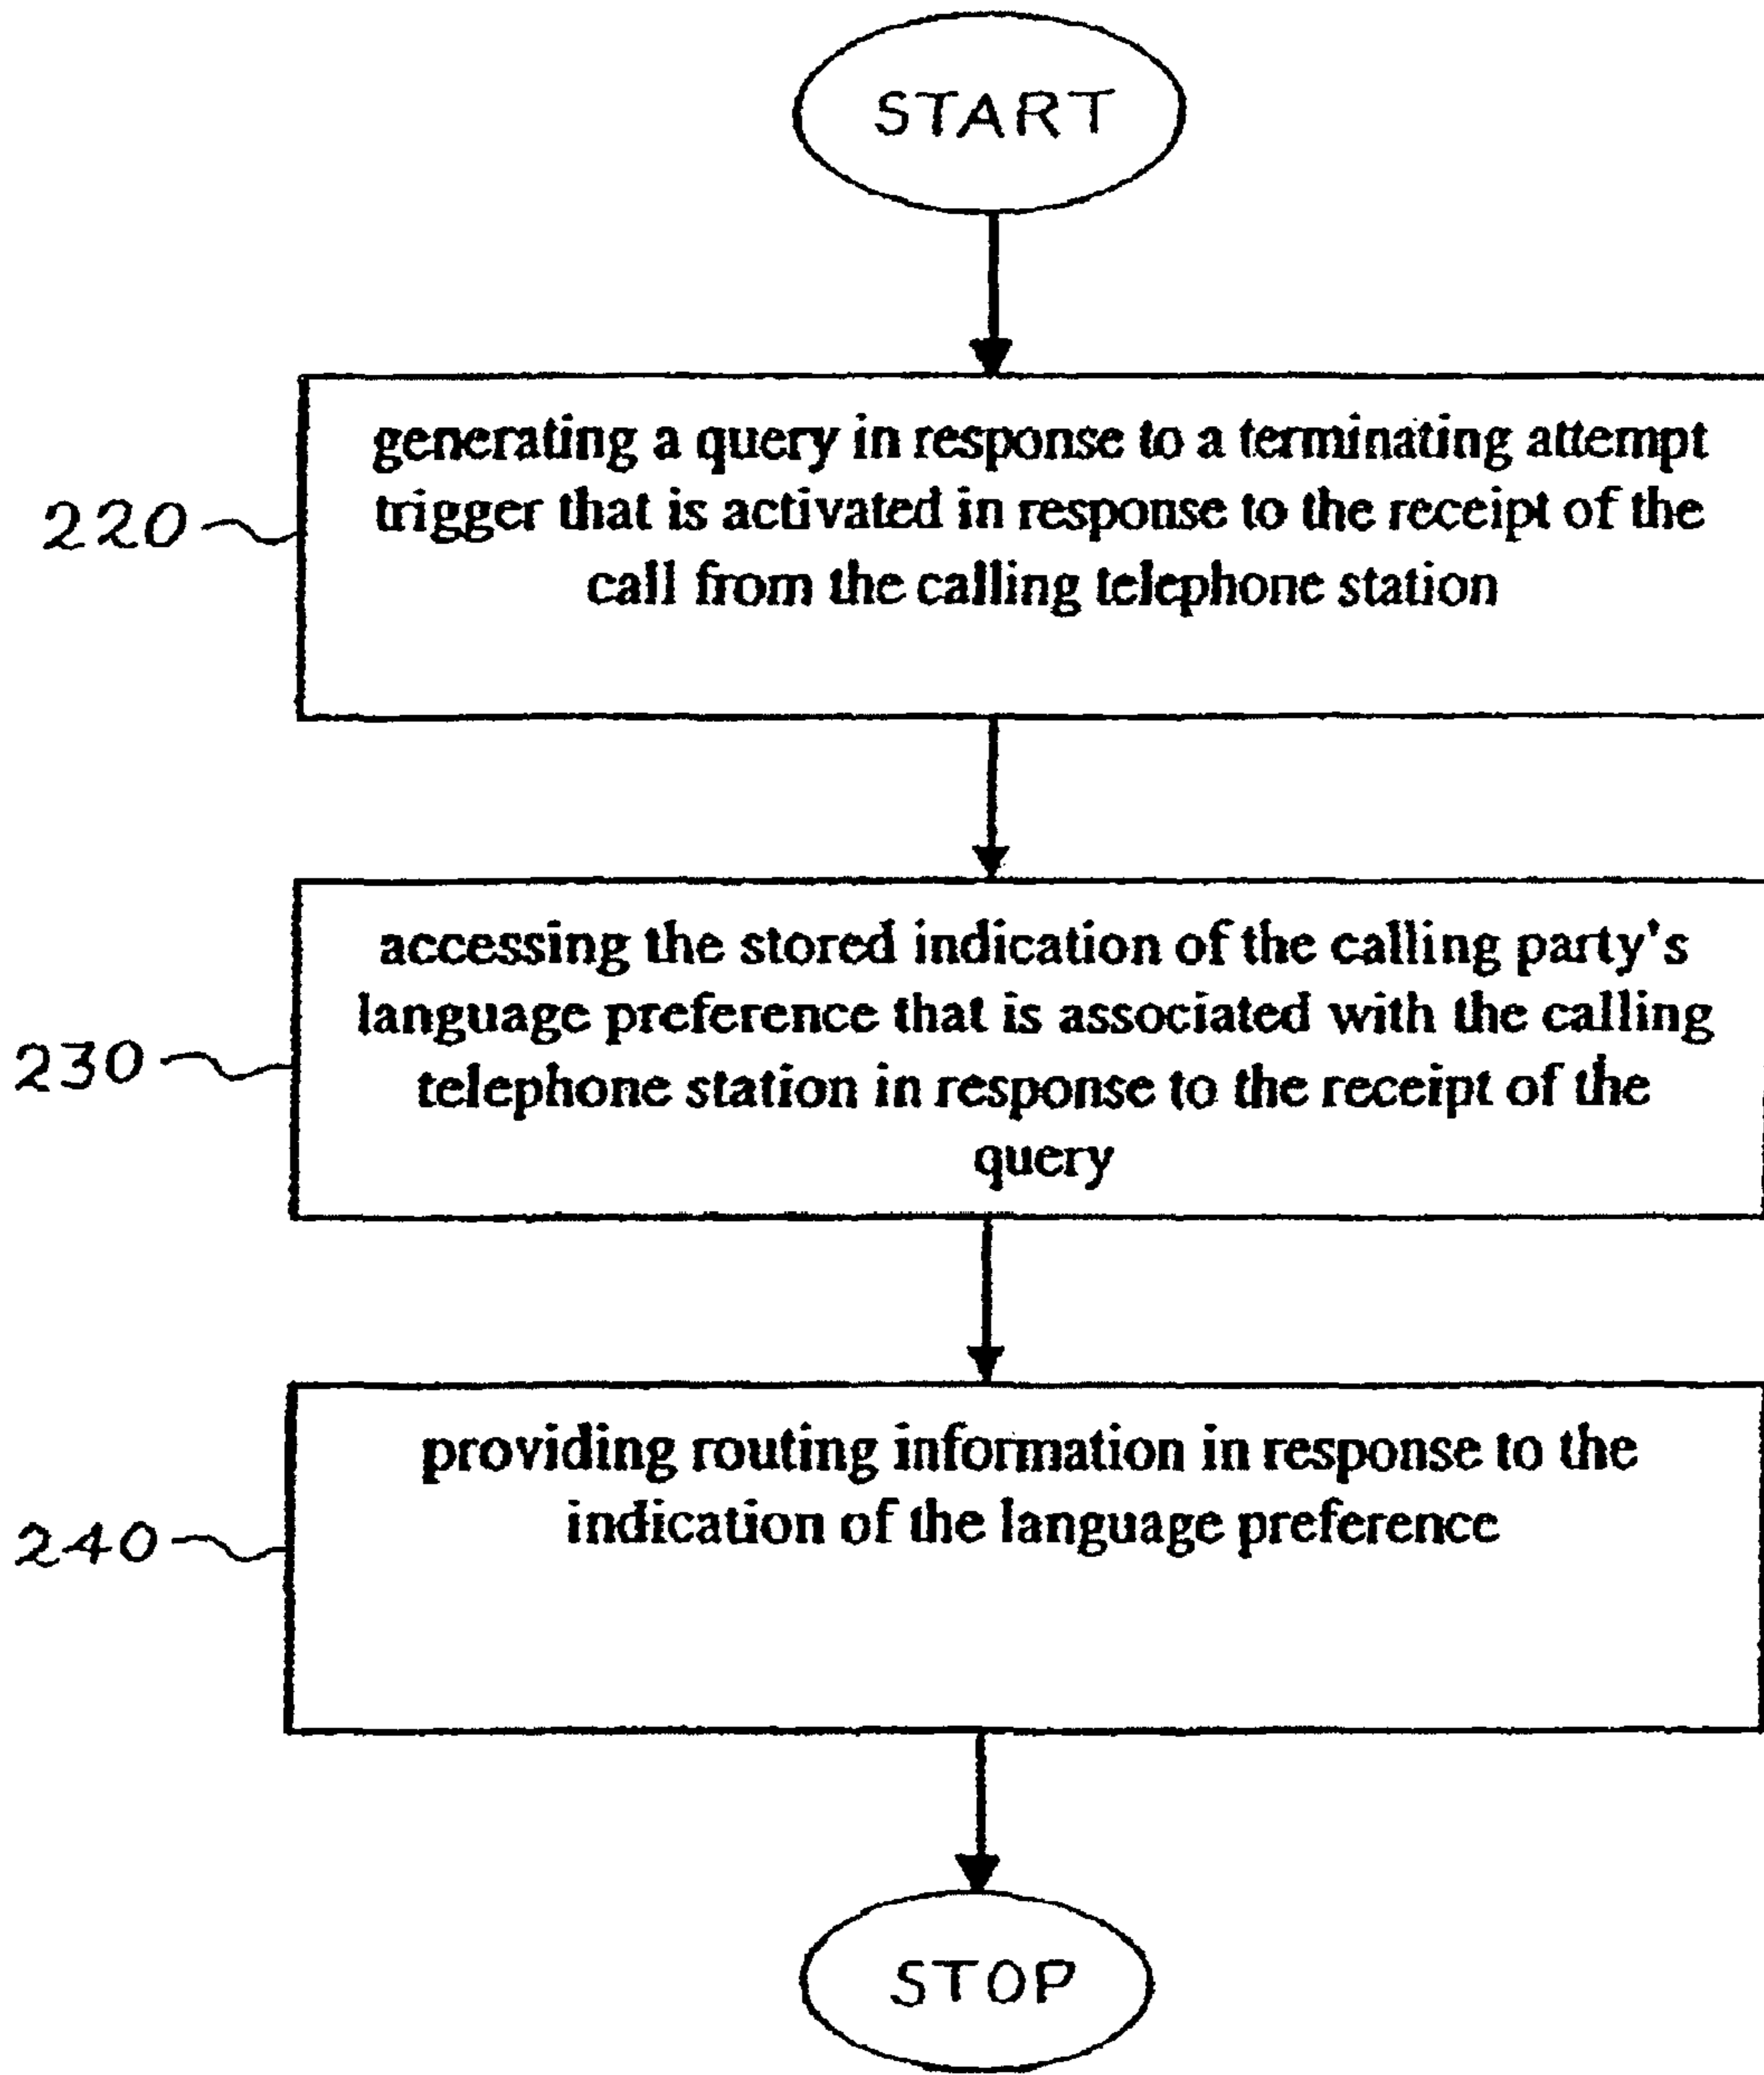 START
220
generating a query in response to a terminating attempt
trigger that is activated in response to the receipt of the
call from the calling telephone station
230
accessing the stored indication of the calling party's
language preference that is associated with the calling
telephone station in response to the receipt of the
query
240
providing routing information in response to the
indication of the language preference
STOP